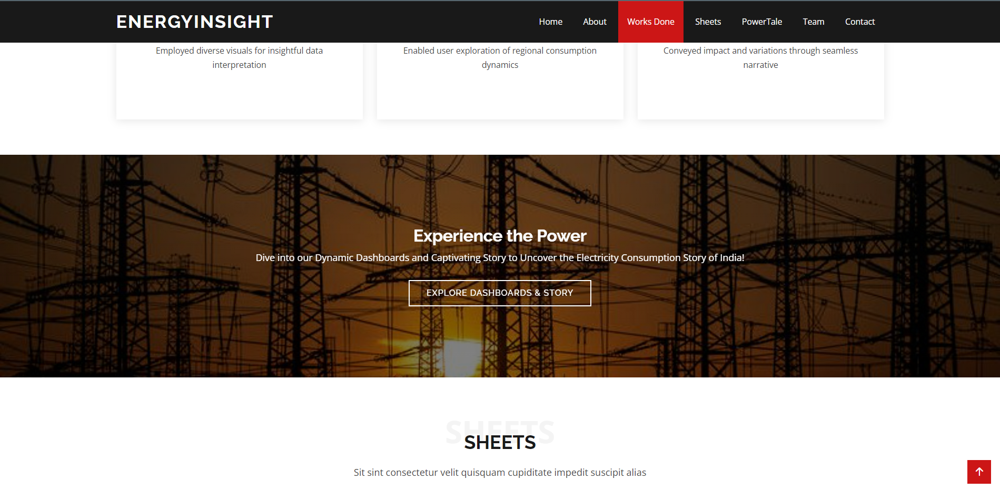 ENERGYINSIGHT
Home About Works Done Sheets PowerTale Team Contact
Employed diverse visuals for insightful data
interpretation
Enabled user exploration of regional consumption
dynamics
Conveyed impact and variations through seamless
narrative
Experience the Power
Dive into our Dynamic Dashboards and Captivating Story to Uncover the Electricity Consumption Story of India!
EXPLORE DASHBOARDS & STORY
SHEETS
SHEETS
Sit sint consectetur velit quisquam cupiditate impedit suscipit alias